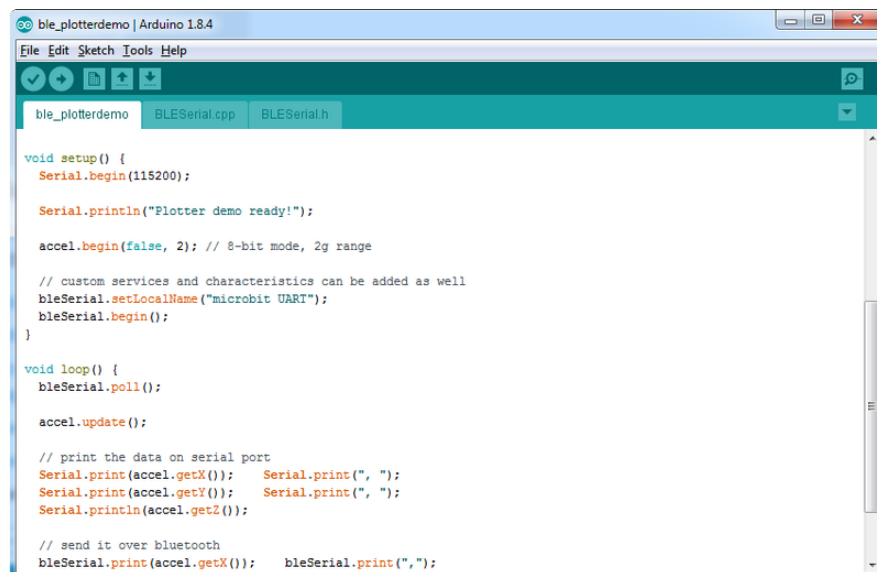 ble_plotterdemo | Arduino 1.8.4
File Edit Sketch Tools Help
ble_plotterdemo BLESerial.cpp BLESerial.h
void setup() {
  Serial.begin(115200);
  Serial.println("Plotter demo ready!");
  accel.begin(false, 2); // 8-bit mode, 2g range
  // custom services and characteristics can be added as well
  bleSerial.setLocalName("microbit UART");
  bleSerial.begin();
}
void loop() {
  bleSerial.poll();
  accel.update();
  // print the data on serial port
  Serial.print(accel.getX());    Serial.print(", ");
  Serial.print(accel.getY());    Serial.print(", ");
  Serial.println(accel.getZ());
  // send it over bluetooth
  bleSerial.print(accel.getX());    bleSerial.print(",");